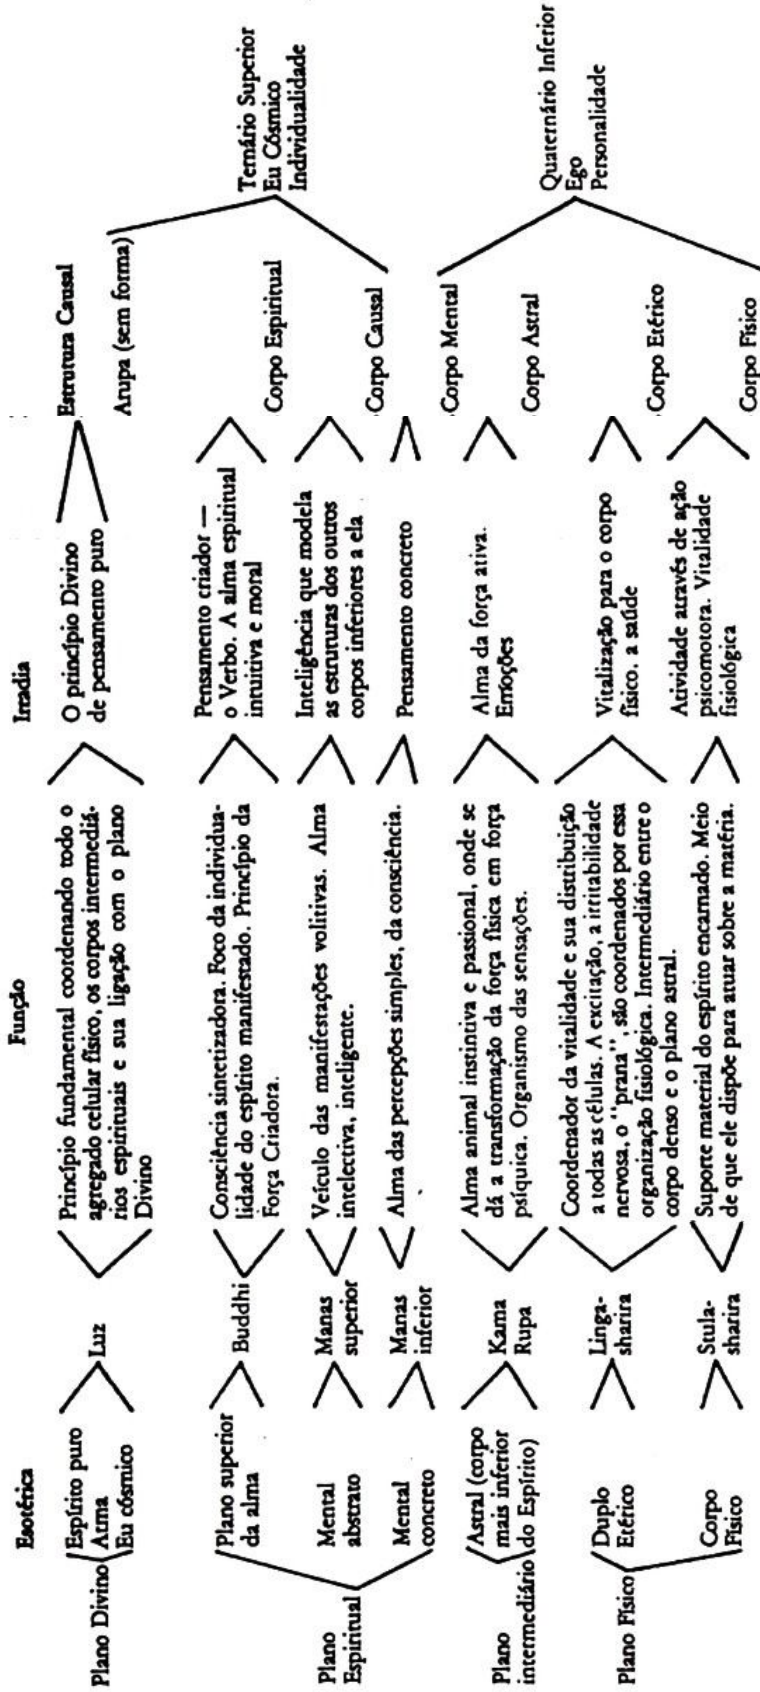 Esotérica
Função
Irradia
Plano Divino
Espírito puro
Atma
Eu cósmico
Luz
Princípio fundamental coordenando todo o
agregado celular físico, os corpos intermediá-
rios espirituais e sua ligação com o plano
Divino
O princípio Divino
de pensamento puro
Estrutura Causal
Arupa (sem forma)
Plano
Espiritual
Plano superior
da alma
Buddhi
Consciência sintetizadora. Foco da individua-
lidade do espírito manifestado. Princípio da
Força Criadora.
Pensamento criador —
o Verbo. A alma espiritual
intuitiva e moral
Corpo Espiritual
Mental
abstrato
Manas
superior
Veículo das manifestações volitivas. Alma
intelectiva, inteligente.
Inteligência que modela
as estruturas dos outros
corpos inferiores a ela
Corpo Causal
Temário Superior
Eu Cósmico
Individualidade
Mental
concreto
Manas
inferior
Alma das percepções simples, da consciência.
Pensamento concreto
Corpo Mental
Plano
intermediário
Astral (corpo
mais inferior
do Espírito)
Kama
Rupa
Alma animal instintiva e passional, onde se
dá a transformação da força física em força
psíquica. Organismo das sensações.
Alma da força ativa.
Emoções
Corpo Astral
Plano Físico
Duplo
Etérico
Linga-
sharira
Coordenador da vitalidade e sua distribuição
a todas as células. A excitação, a irritabilidade
nervosa, o "prana", são coordenados por essa
organização fisiológica. Intermediário entre o
corpo denso e o plano astral.
Vitalização para o corpo
físico. a saúde
Corpo Etérico
Corpo
Físico
Stula-
sharira
Suporte material do espírito encarnado. Meio
de que ele dispõe para atuar sobre a matéria.
Atividade através de ação
psicomotora. Vitalidade
fisiológica
Corpo Físico
Quaternário Inferior
Ego
Personalidade